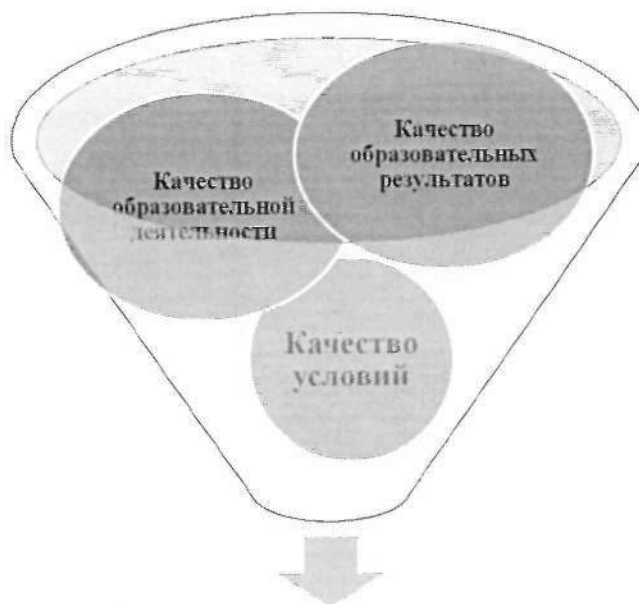 Качество
образовательной
деятельности
Качество
образовательных
результатов
Качество
условий